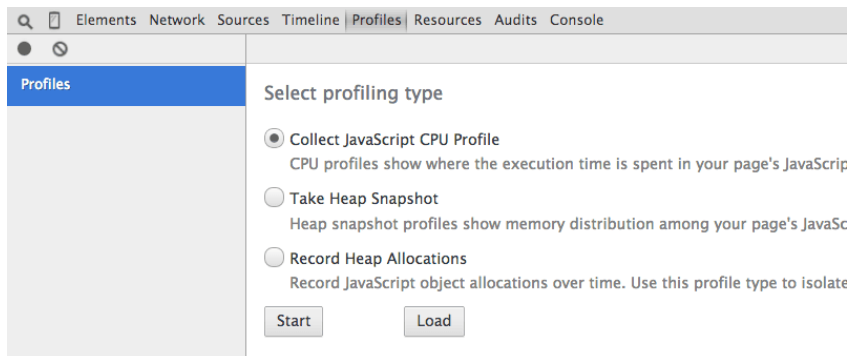 Elements Network Sources Timeline Profiles Resources Audits Console
Profiles
Select profiling type
Collect JavaScript CPU Profile
CPU profiles show where the execution time is spent in your page's
Take Heap Snapshot
Heap snapshot profiles show memory distribution among your page's
Record Heap Allocations
Record JavaScript object allocations over time. Use this profile type to isolate
Start Load